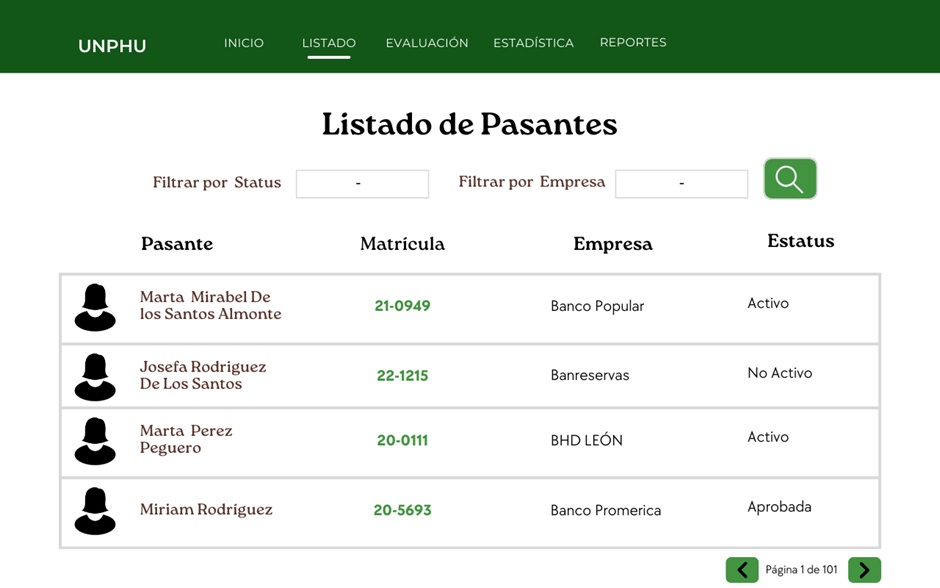 UNPHU INICIO LISTADO EVALUACIÓN ESTADÍSTICA REPORTES
Listado de Pasantes
Filtrar por Status - Filtrar por Empresa -
Pasante Matrícula Empresa Estatus
Marta Mirabel De
los Santos Almonte
21-0949 Banco Popular Activo
Josefa Rodriguez
De Los Santos
22-1215 Banreservas No Activo
Marta Perez
Peguero
20-0111 BHD LEÓN Activo
Miriam Rodríguez 20-5693 Banco Promerica Aprobada
Página 1 de 101